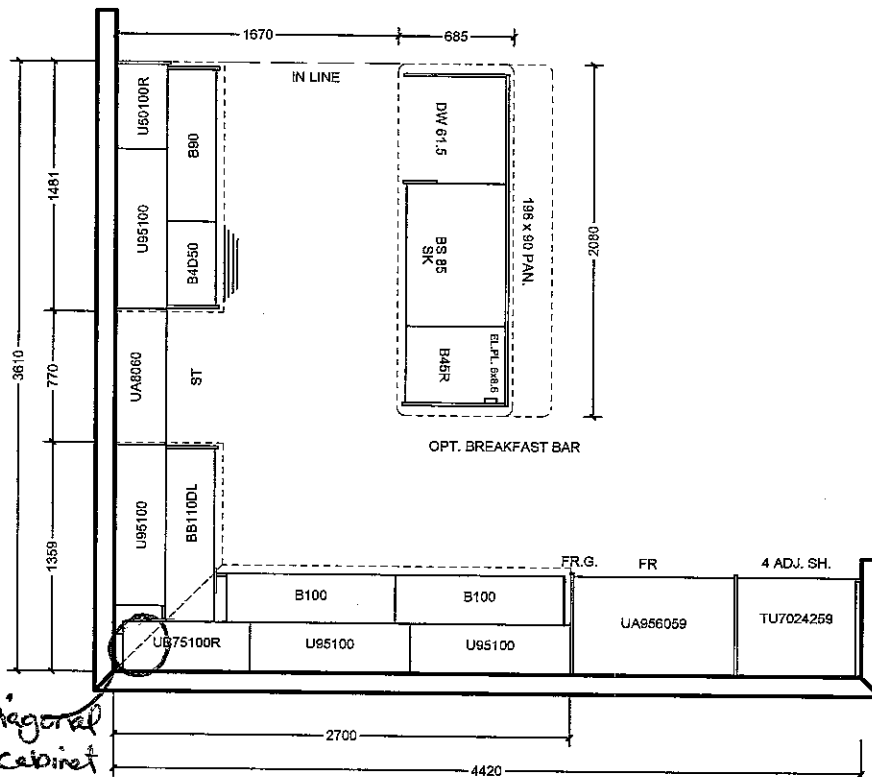 1670
685
IN LINE
U50100R
B90
DW 61.5
1481
U95100
B4D50
BS 85
SK
198 x 90 PAN.
2080
3610
770
UA8060
ST
B45R
EL.PL. 6x8.6
OPT. BREAKFAST BAR
1359
U95100
BB110DL
FR.G.
FR
4 ADJ. SH.
B100
B100
UA956059
TU7024259
UB75100R
U95100
U95100
iagonal
cabinet
2700
4420